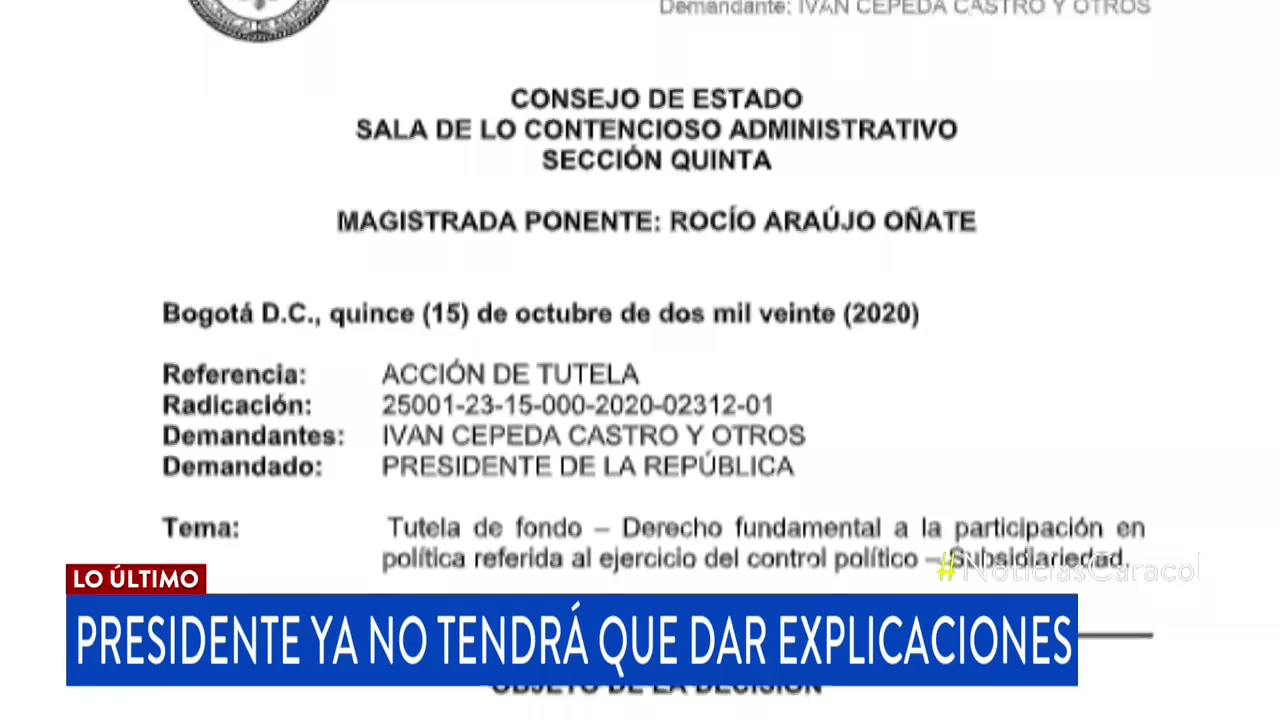 Demandante: IVAN CEPEDA CASTRO Y OTROS
CONSEJO DE ESTADO
SALA DE LO CONTENCIOSO ADMINISTRATIVO
SECCIÓN QUINTA
MAGISTRADA PONENTE: ROCÍO ARAÚJO OÑATE
Bogotá D.C., quince (15) de octubre de dos mil veinte (2020)
Referencia: ACCIÓN DE TUTELA
Radicación: 25001-23-15-000-2020-02312-01
Demandantes: IVAN CEPEDA CASTRO Y OTROS
Demandado: PRESIDENTE DE LA REPÚBLICA
Tema: Tutela de fondo – Derecho fundamental a la participación en
política referida al ejercicio del control político – Subsidiariedad.
#NoticiasCaracol
LO ÚLTIMO
PRESIDENTE YA NO TENDRÁ QUE DAR EXPLICACIONES
OBJETO DE LA DECISIÓN